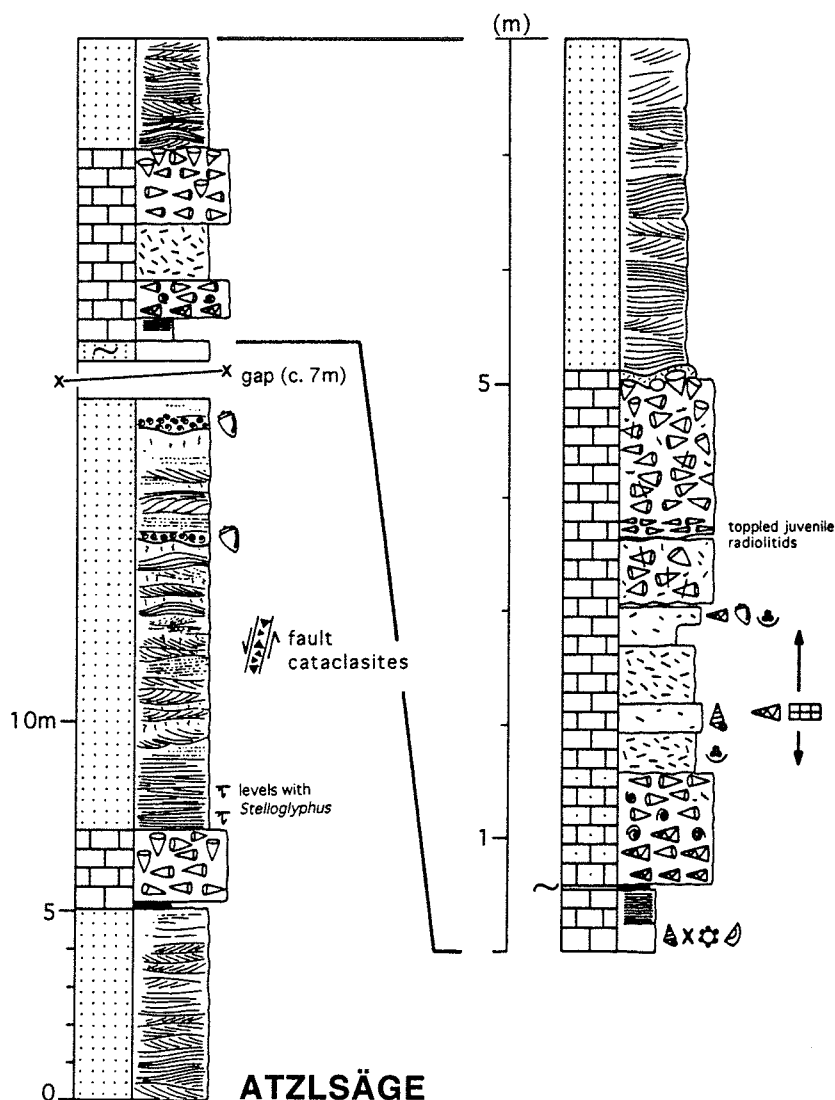 (m)
x x gap (c. 7m)
5
toppled juvenile
radiolitids
fault
cataclasites
10m
levels with
Stelloglyphus
1
5
X
0
ATZLSÄGE